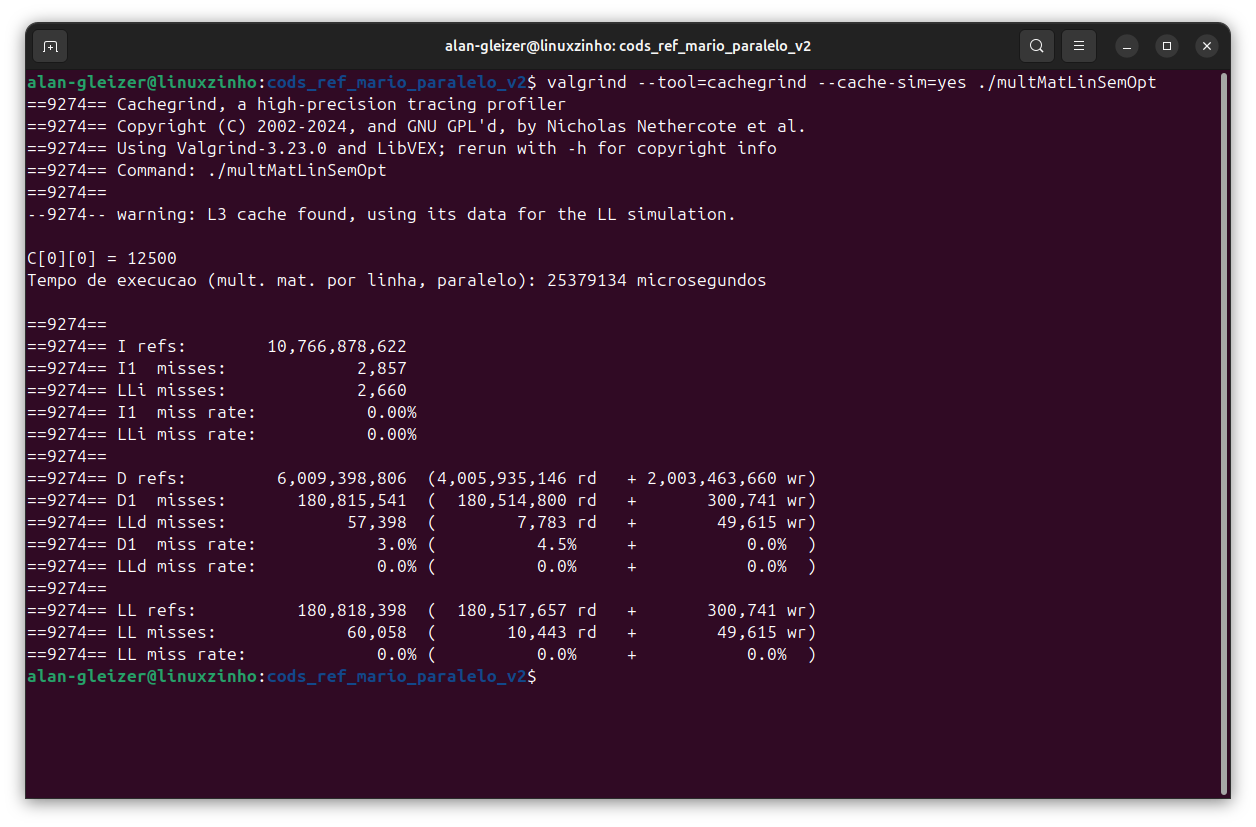 alan-gleizer@linuxzinho: cods_ref_mario_paralelo_v2
alan-gleizer@linuxzinho:cods_ref_mario_paralelo_v2$ valgrind --tool=cachegrind --cache-sim=yes ./multMatLinSemOpt
==9274== Cachegrind, a high-precision tracing profiler
==9274== Copyright (C) 2002-2024, and GNU GPL'd, by Nicholas Nethercote et al.
==9274== Using Valgrind-3.23.0 and LibVEX; rerun with -h for copyright info
==9274== Command: ./multMatLinSemOpt
==9274==
--9274-- warning: L3 cache found, using its data for the LL simulation.
C[0][0] = 12500
Tempo de execucao (mult. mat. por linha, paralelo): 25379134 microsegundos
==9274==
==9274== I refs:        10,766,878,622
==9274== I1  misses:             2,857
==9274== LLi misses:             2,660
==9274== I1  miss rate:           0.00%
==9274== LLi miss rate:           0.00%
==9274==
==9274== D refs:         6,009,398,806  (4,005,935,146 rd   + 2,003,463,660 wr)
==9274== D1  misses:       180,815,541  (  180,514,800 rd   +       300,741 wr)
==9274== LLd misses:            57,398  (        7,783 rd   +        49,615 wr)
==9274== D1  miss rate:            3.0% (          4.5%     +           0.0%  )
==9274== LLd miss rate:            0.0% (          0.0%     +           0.0%  )
==9274==
==9274== LL refs:          180,818,398  (  180,517,657 rd   +       300,741 wr)
==9274== LL misses:             60,058  (       10,443 rd   +        49,615 wr)
==9274== LL miss rate:             0.0% (          0.0%     +           0.0%  )
alan-gleizer@linuxzinho:cods_ref_mario_paralelo_v2$